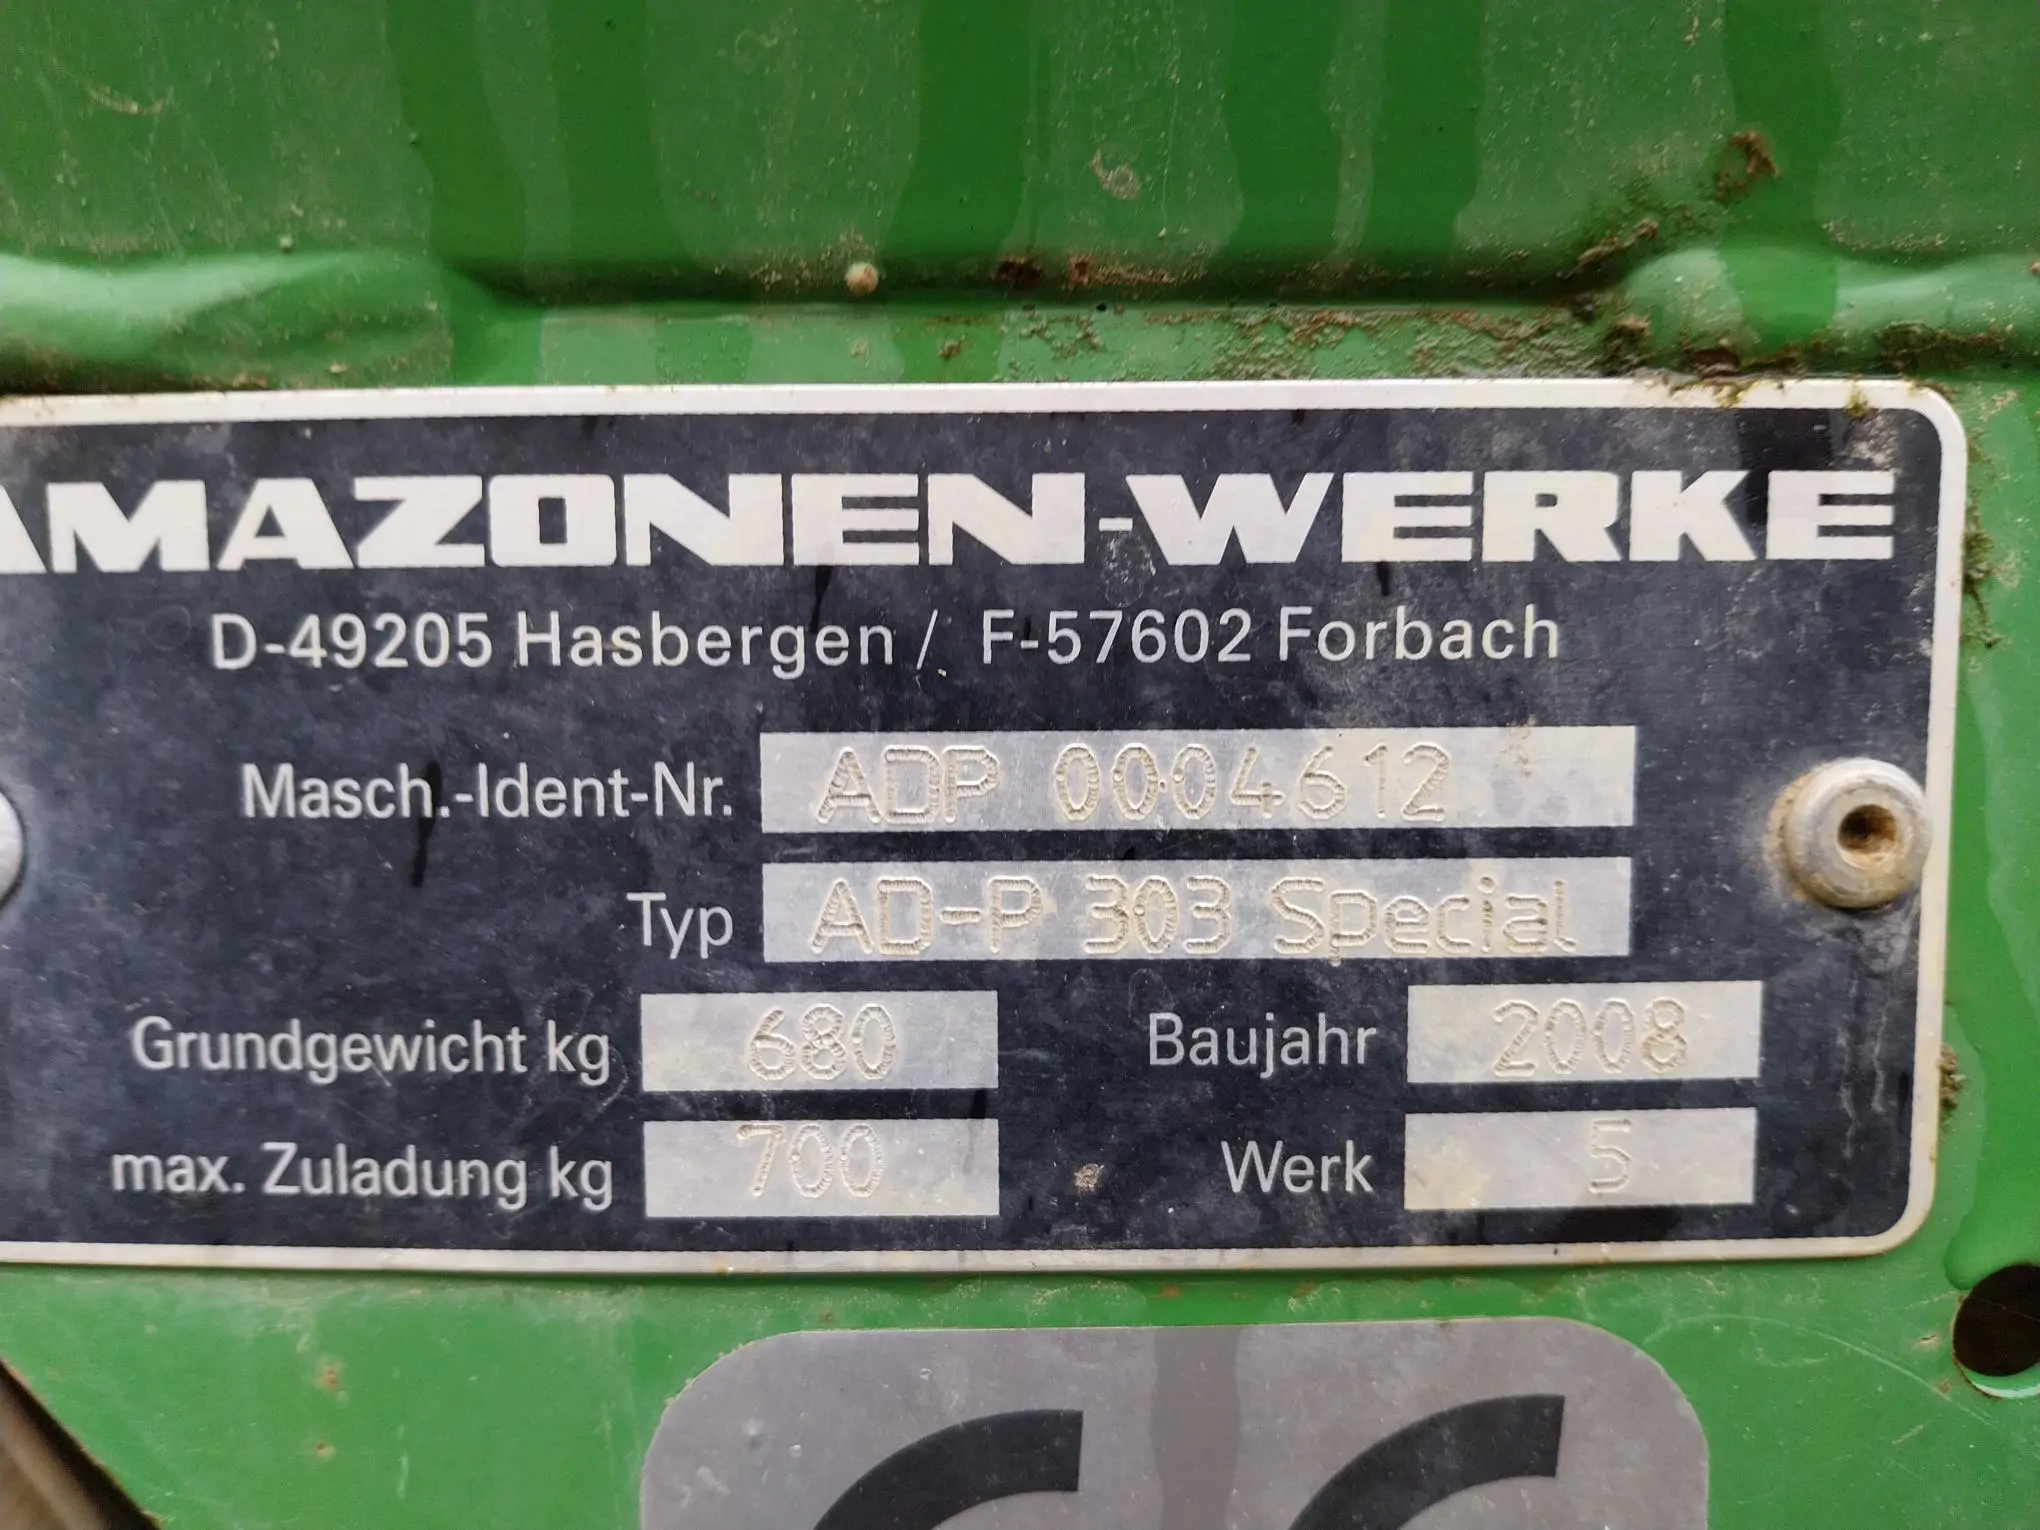 AMAZONEN-WERKE
D-49205 Hasbergen / F-57602 Forbach
Masch.-Ident-Nr. ADP 0004612
Typ AD-P 303 Special
Grundgewicht kg 680 Baujahr 2008
max. Zuladung kg 700 Werk 5
CE